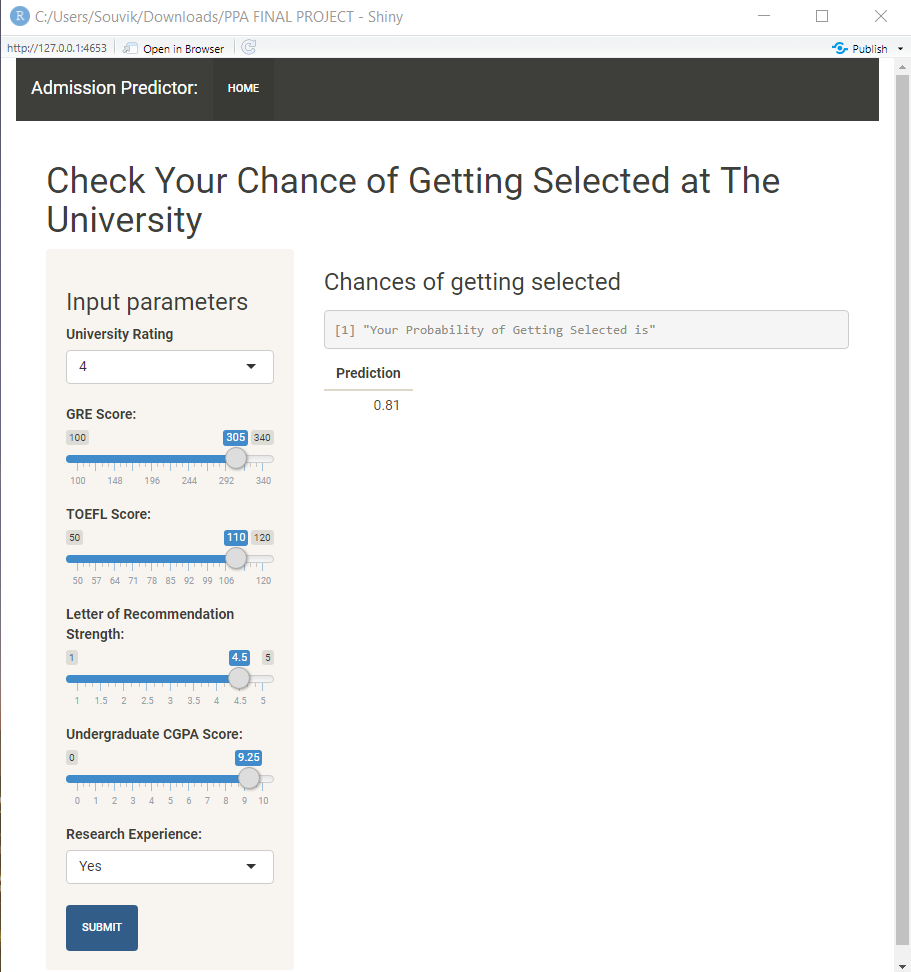 R C:/Users/Souvik/Downloads/PPA FINAL PROJECT - Shiny
http://127.0.0.1:4653 Open in Browser Publish
Admission Predictor: HOME
Check Your Chance of Getting Selected at The
University
Input parameters
University Rating
4
GRE Score:
100 305 340
100 148 196 244 292 340
TOEFL Score:
50 110 120
50 57 64 71 78 85 92 99 106 120
Letter of Recommendation
Strength:
1 4.5 5
1 1.5 2 2.5 3 3.5 4 4.5 5
Undergraduate CGPA Score:
0 9.25
0 1 2 3 4 5 6 7 8 9 10
Research Experience:
Yes
SUBMIT
Chances of getting selected
[1] "Your Probability of Getting Selected is"
Prediction
0.81